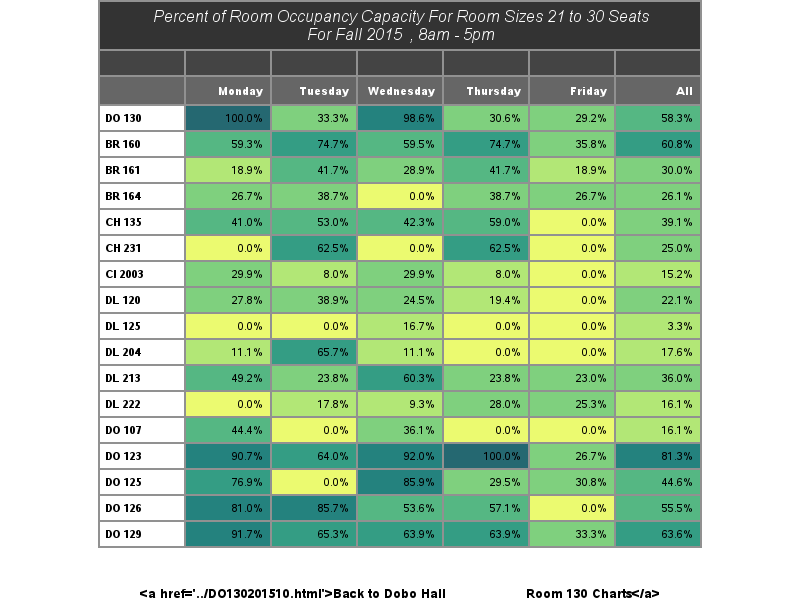 Percent of Room Occupancy Capacity For Room Sizes 21 to 30 Seats
For Fall 2015 , 8am - 5pm
Monday Tuesday Wednesday Thursday Friday All
DO 130 100.0% 33.3% 98.6% 30.6% 29.2% 58.3%
BR 160 59.3% 74.7% 59.5% 74.7% 35.8% 60.8%
BR 161 18.9% 41.7% 28.9% 41.7% 18.9% 30.0%
BR 164 26.7% 38.7% 0.0% 38.7% 26.7% 26.1%
CH 135 41.0% 53.0% 42.3% 59.0% 0.0% 39.1%
CH 231 0.0% 62.5% 0.0% 62.5% 0.0% 25.0%
CI 2003 29.9% 8.0% 29.9% 8.0% 0.0% 15.2%
DL 120 27.8% 38.9% 24.5% 19.4% 0.0% 22.1%
DL 125 0.0% 0.0% 16.7% 0.0% 0.0% 3.3%
DL 204 11.1% 65.7% 11.1% 0.0% 0.0% 17.6%
DL 213 49.2% 23.8% 60.3% 23.8% 23.0% 36.0%
DL 222 0.0% 17.8% 9.3% 28.0% 25.3% 16.1%
DO 107 44.4% 0.0% 36.1% 0.0% 0.0% 16.1%
DO 123 90.7% 64.0% 92.0% 100.0% 26.7% 81.3%
DO 125 76.9% 0.0% 85.9% 29.5% 30.8% 44.6%
DO 126 81.0% 85.7% 53.6% 57.1% 0.0% 55.5%
DO 129 91.7% 65.3% 63.9% 63.9% 33.3% 63.6%
<a href='../DO130201510.html'>Back to Dobo Hall Room 130 Charts</a>